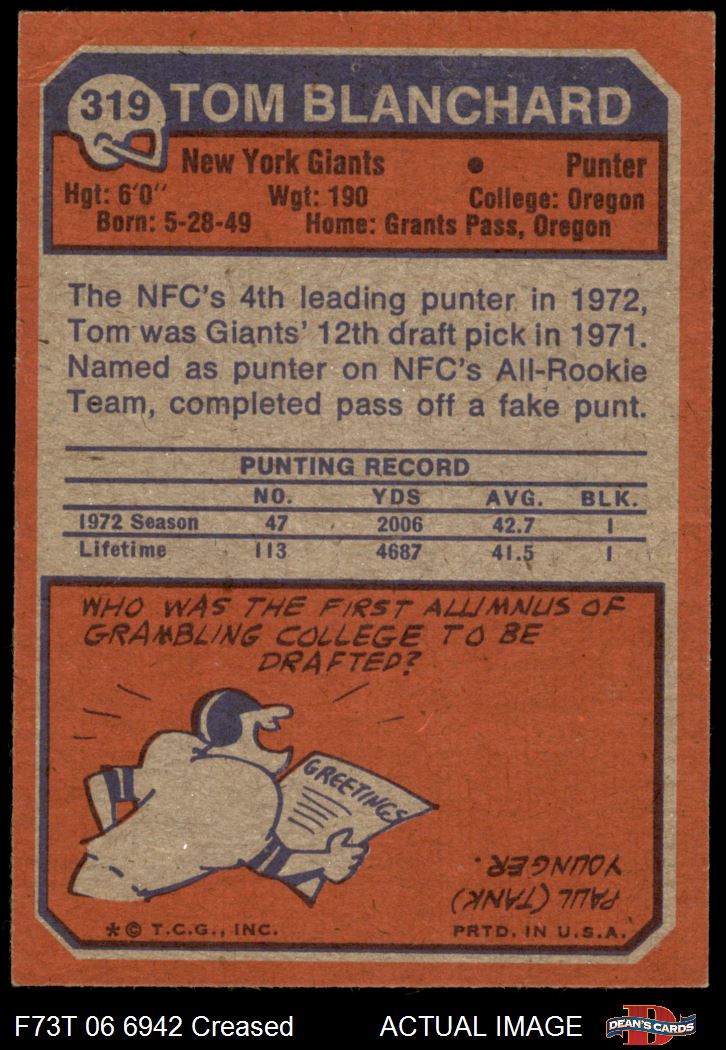 319 TOM BLANCHARD
New York Giants • Punter
Hgt: 6'0" Wgt: 190 College: Oregon
Born: 5-28-49 Home: Grants Pass, Oregon
The NFC's 4th leading punter in 1972,
Tom was Giants' 12th draft pick in 1971.
Named as punter on NFC's All-Rookie
Team, completed pass off a fake punt.
PUNTING RECORD
NO. YDS AVG. BLK.
1972 Season 47 2006 42.7 1
Lifetime 113 4687 41.5 1
WHO WAS THE FIRST ALUMNUS OF
GRAMBLING COLLEGE TO BE
DRAFTED?
GREETINGS
PAUL (TANK)
YOUNGER.
*© T.C.G., INC. PRTD. IN U.S.A.
F73T 06 6942 Creased ACTUAL IMAGE
D
DEAN'S CARDS